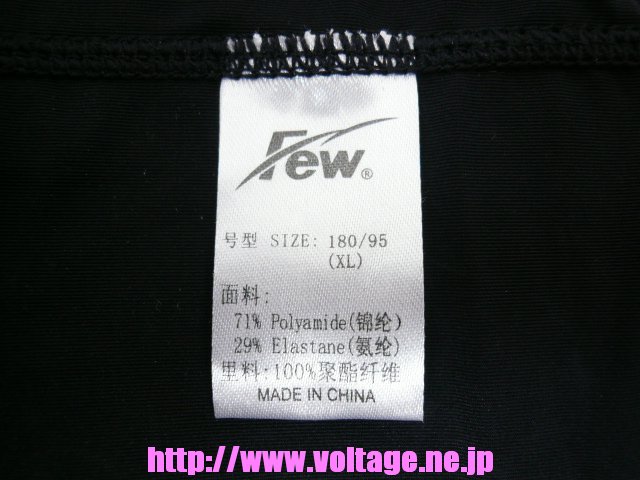 Few®
号型 SIZE: 180/95
(XL)
面料:
71% Polyamide(锦纶)
29% Elastane(氨纶)
里料:100%聚酯纤维
MADE IN CHINA
http://www.voltage.ne.jp